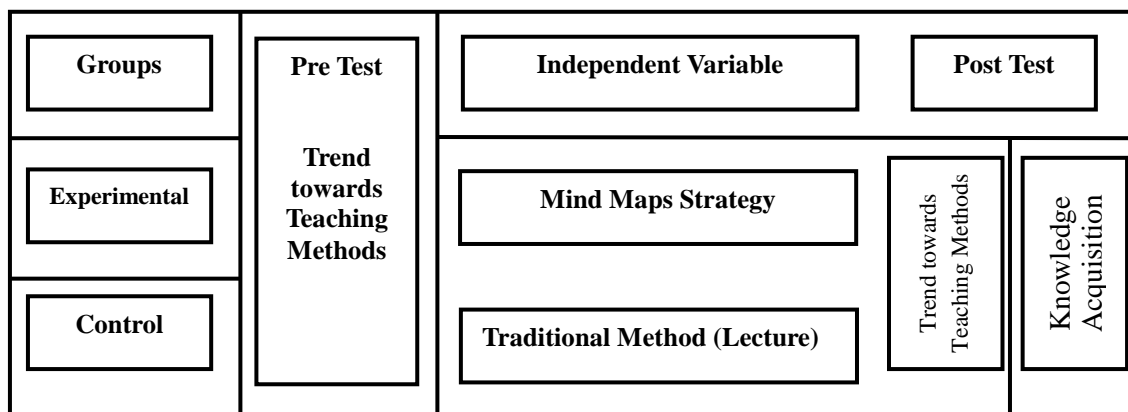 Groups
Pre Test
Independent Variable
Post Test
Trend
towards
Teaching
Methods
Experimental
Mind Maps Strategy
Trend towards
Teaching Methods
Knowledge
Acquisition
Control
Traditional Method (Lecture)